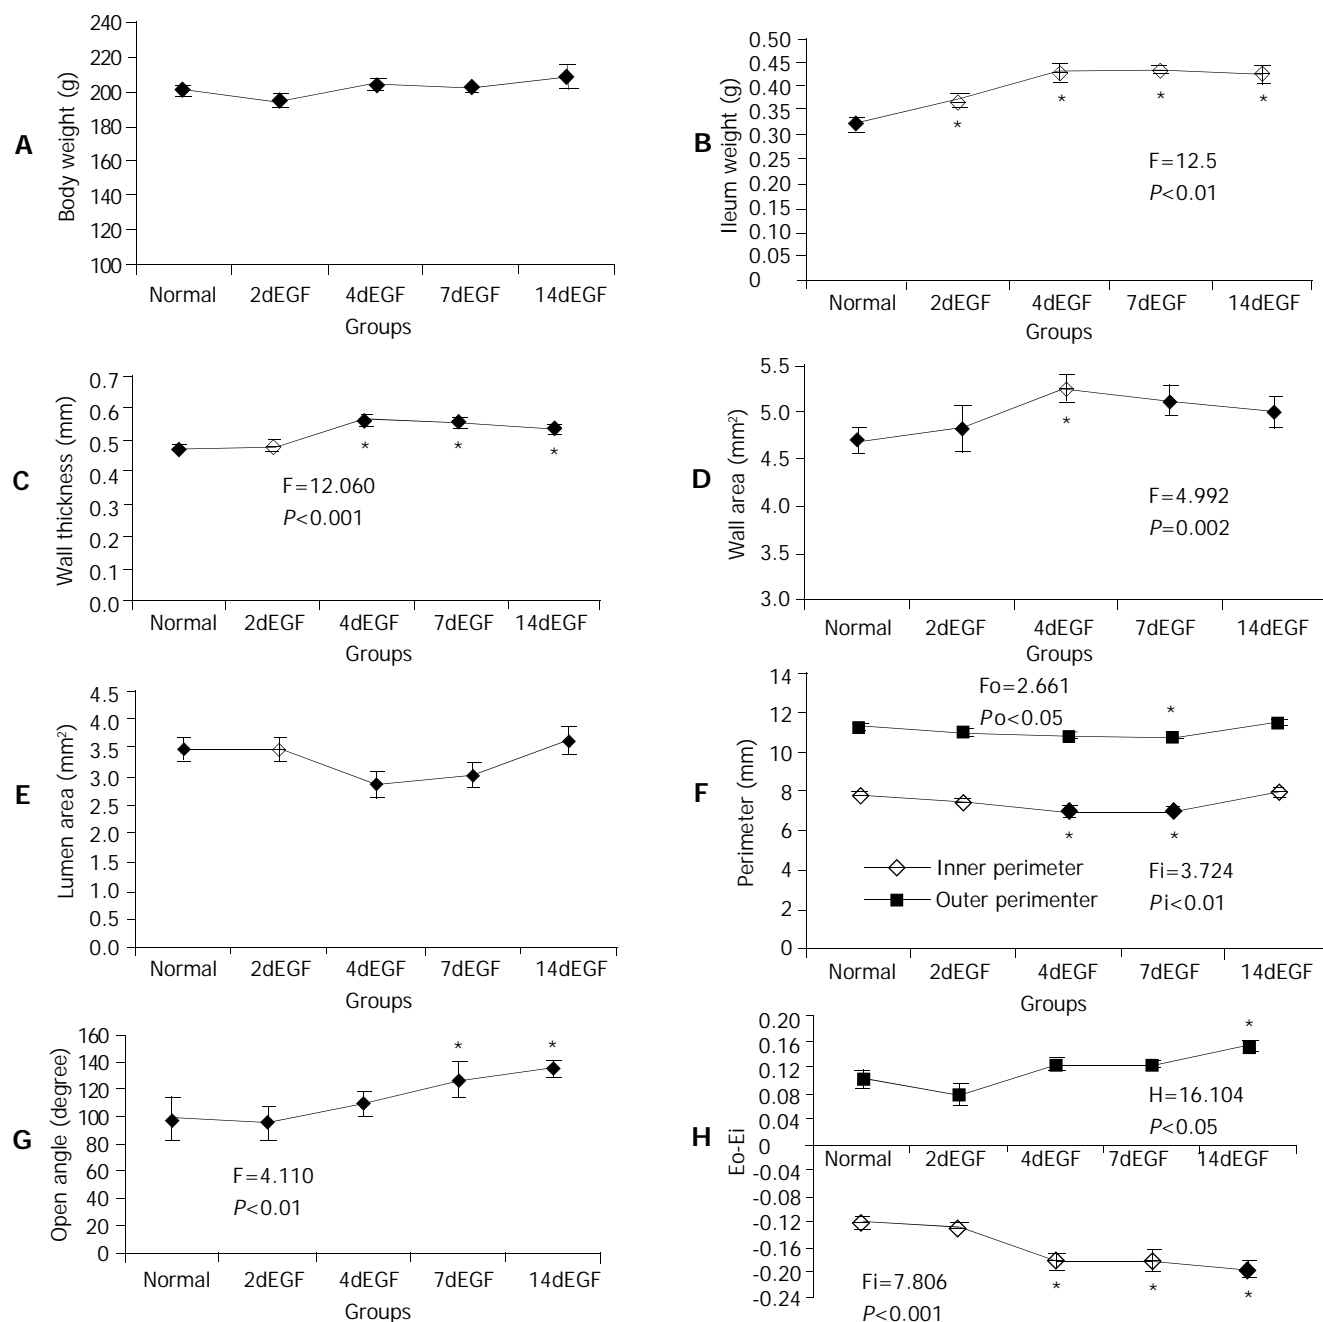 A
Body weight (g)
240
220
200
180
160
140
120
100
Normal 2dEGF 4dEGF 7dEGF 14dEGF
Groups
B
Ileum weight (g)
0.50
0.45
0.40
0.35
0.30
0.25
0.20
0.15
0.10
0.05
0
* * * *
F=12.5
P<0.01
Normal 2dEGF 4dEGF 7dEGF 14dEGF
Groups
C
Wall thickness (mm)
0.7
0.6
0.5
0.4
0.3
0.2
0.1
0.0
* * *
F=12.060
P<0.001
Normal 2dEGF 4dEGF 7dEGF 14dEGF
Groups
D
Wall area (mm²)
5.5
5.0
4.5
4.0
3.5
3.0
*
F=4.992
P=0.002
Normal 2dEGF 4dEGF 7dEGF 14dEGF
Groups
E
Lumen area (mm²)
4.5
4.0
3.5
3.0
2.5
2.0
1.5
1.0
0.5
0.0
Normal 2dEGF 4dEGF 7dEGF 14dEGF
Groups
F
Perimeter (mm)
14
12
10
8
6
4
2
0
Fo=2.661
Po<0.05
*
* *
Inner perimeter
Outer perimenter
Fi=3.724
Pi<0.01
Normal 2dEGF 4dEGF 7dEGF 14dEGF
Groups
G
Open angle (degree)
160
140
120
100
80
60
40
20
0
* *
F=4.110
P<0.01
Normal 2dEGF 4dEGF 7dEGF 14dEGF
Groups
H
Eo-Ei
0.20
0.16
0.12
0.08
0.04
0
-0.04
-0.08
-0.12
-0.16
-0.20
-0.24
*
H=16.104
P<0.05
Normal 2dEGF 4dEGF 7dEGF 14dEGF
* * *
Fi=7.806
P<0.001